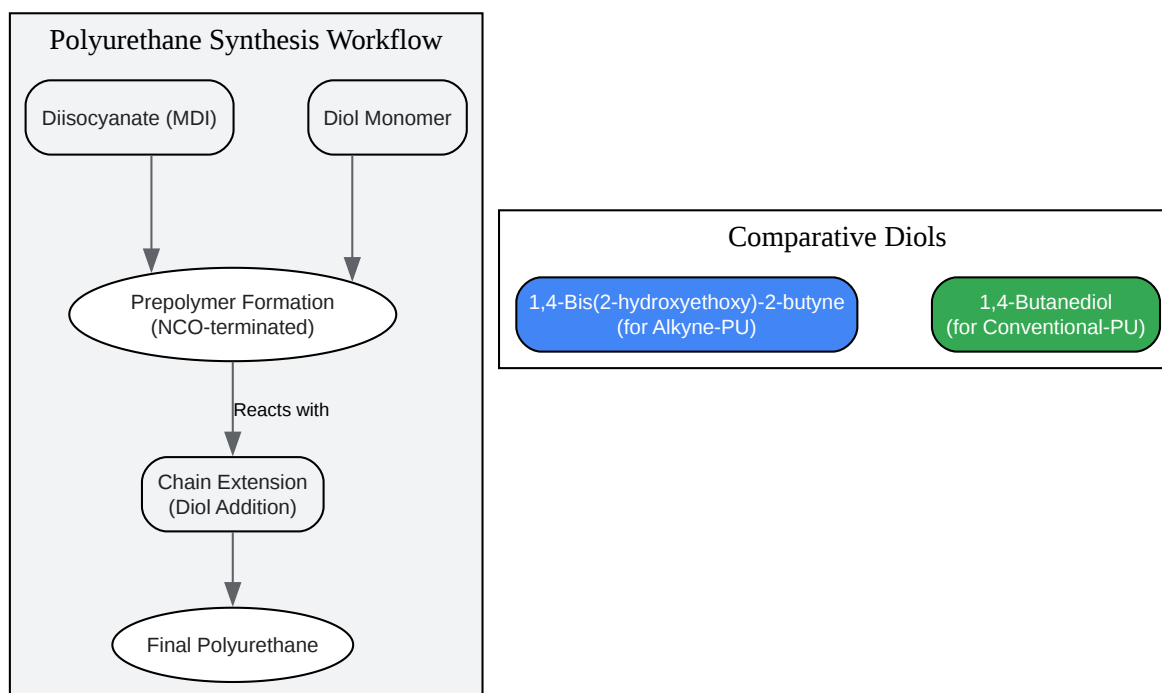 Polyurethane Synthesis Workflow
Diisocyanate (MDI)
Diol Monomer
Prepolymer Formation
(NCO-terminated)
Reacts with
Chain Extension
(Diol Addition)
Final Polyurethane
Comparative Diols
1,4-Bis(2-hydroxyethoxy)-2-butyne
(for Alkyne-PU)
1,4-Butanediol
(for Conventional-PU)